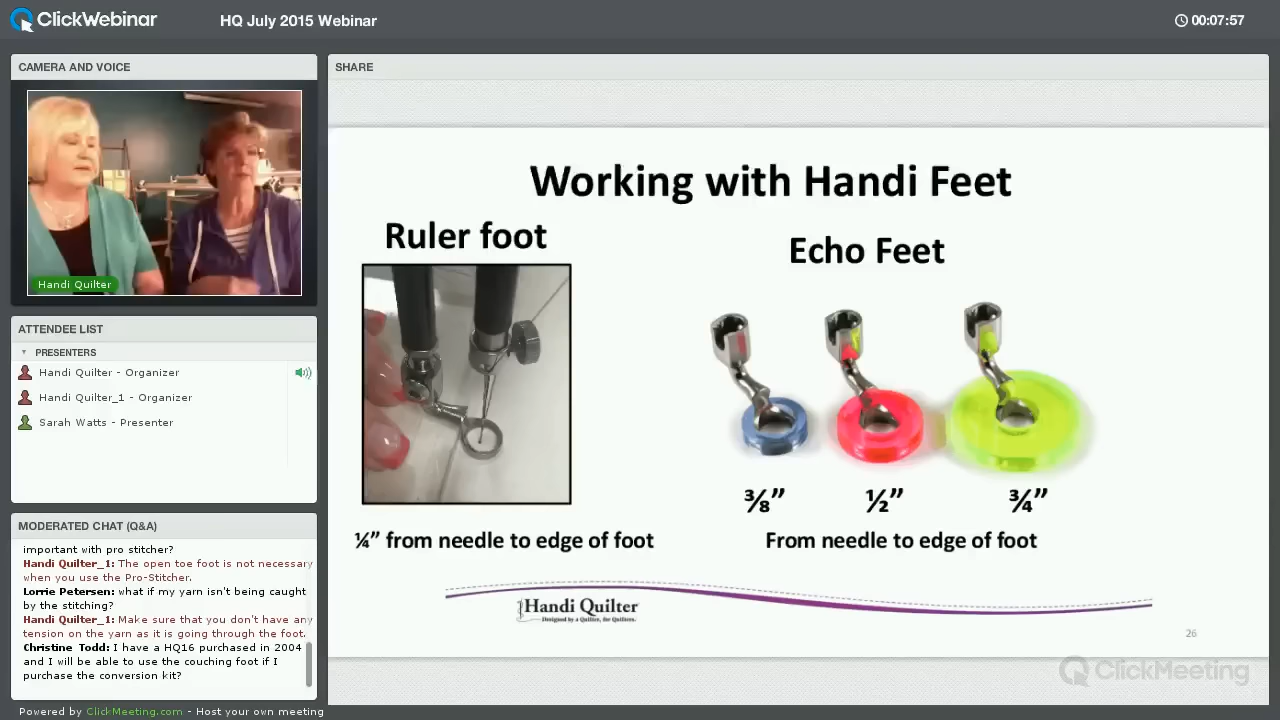 ClickWebinar
HQ July 2015 Webinar
00:07:57
CAMERA AND VOICE
Handi Quilter
ATTENDEE LIST
PRESENTERS
Handi Quilter - Organizer
Handi Quilter_1 - Organizer
Sarah Watts - Presenter
MODERATED CHAT (Q&A)
important with pro stitcher?
Handi Quilter_1: The open toe foot is not necessary
when you use the Pro-Stitcher.
what if my yarn isn't being caught
by the stitching?
Handi Quilter_1: Make sure that you don't have any
tension on the yarn as it is going through the foot.
Christine Todd: I have a HQ16 purchased in 2004
and I will be able to use the couching foot if I
purchase the conversion kit?
Powered by ClickMeeting.com - Host your own meeting
SHARE
Working with Handi Feet
Ruler foot
Echo Feet
⅜” ½” ¾”
¼” from needle to edge of foot
From needle to edge of foot
Handi Quilter
Designed by a Quilter, for Quilters.
26
ClickMeeting